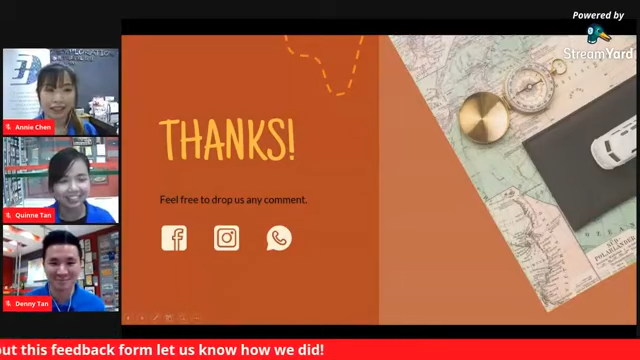 Powered by
StreamYard
Annie Chen
Quinne Tan
Denny Tan
THANKS!
Feel free to drop us any comment.
out this feedback form let us know how we did!